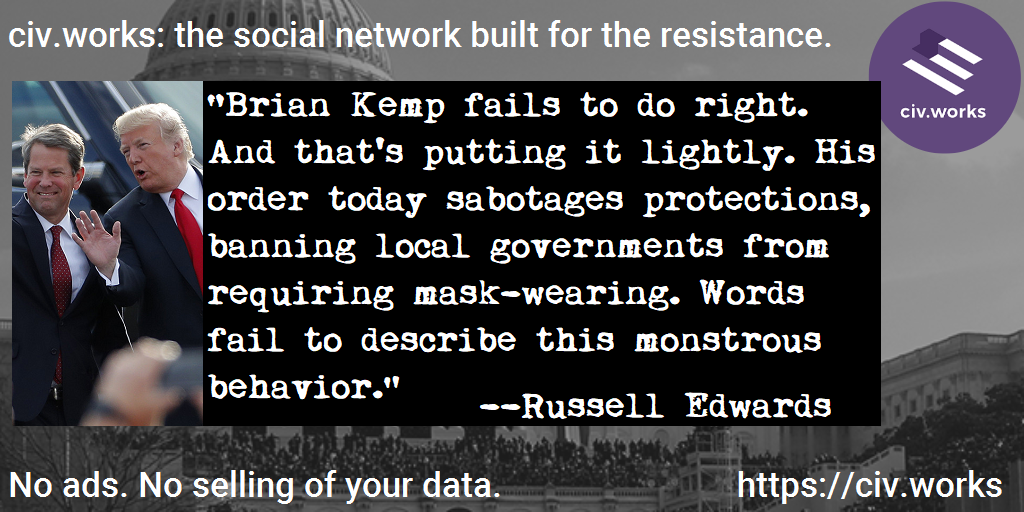 civ.works: the social network built for the resistance.
civ.works
"Brian Kemp fails to do right.
And that's putting it lightly. His
order today sabotages protections,
banning local governments from
requiring mask-wearing. Words
fail to describe this monstrous
behavior."
--Russell Edwards
No ads. No selling of your data.
https://civ.works